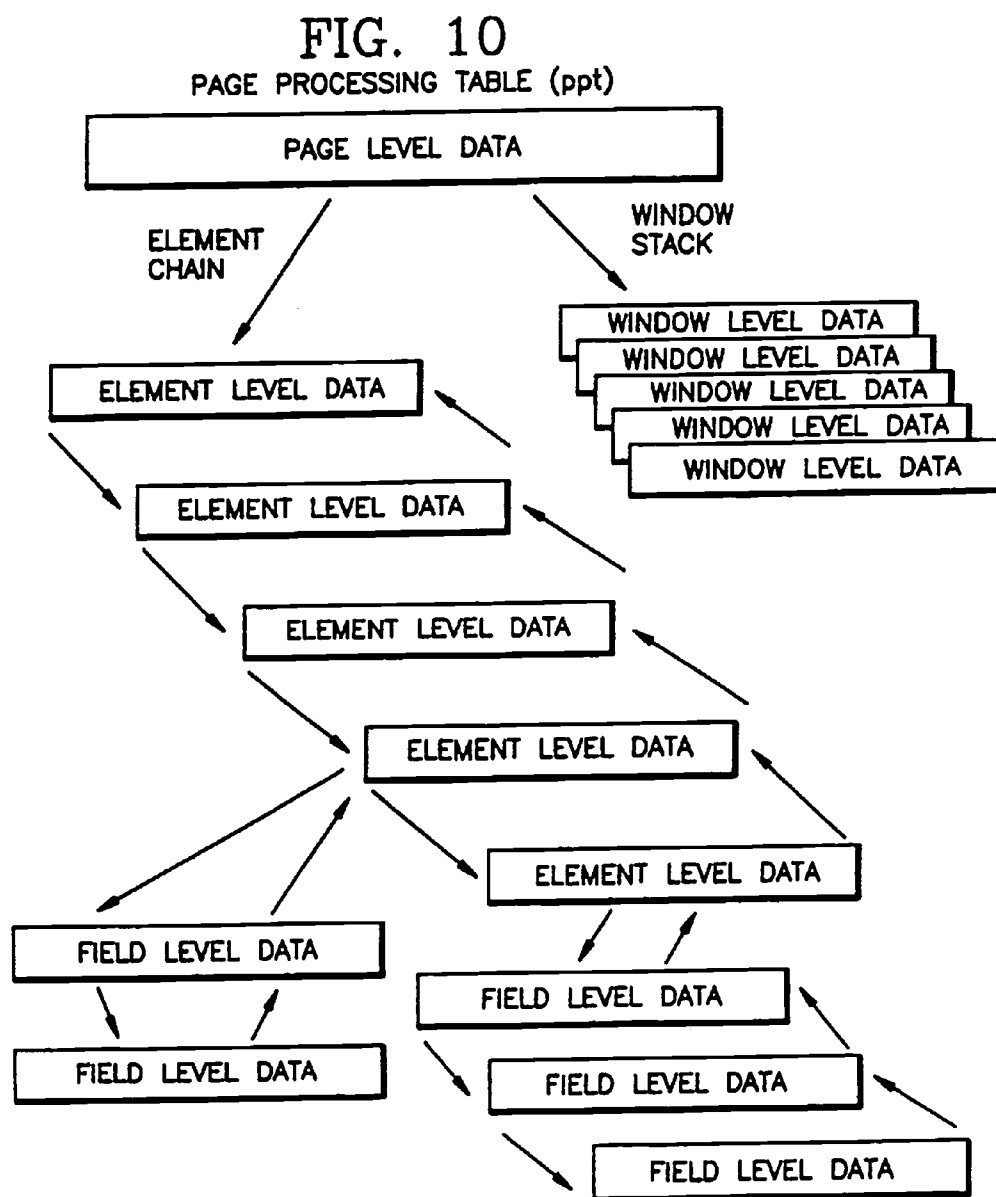 FIG. 10
PAGE PROCESSING TABLE (ppt)
PAGE LEVEL DATA
ELEMENT
CHAIN
WINDOW
STACK
WINDOW LEVEL DATA
WINDOW LEVEL DATA
WINDOW LEVEL DATA
WINDOW LEVEL DATA
WINDOW LEVEL DATA
ELEMENT LEVEL DATA
ELEMENT LEVEL DATA
ELEMENT LEVEL DATA
ELEMENT LEVEL DATA
ELEMENT LEVEL DATA
FIELD LEVEL DATA
FIELD LEVEL DATA
FIELD LEVEL DATA
FIELD LEVEL DATA
FIELD LEVEL DATA